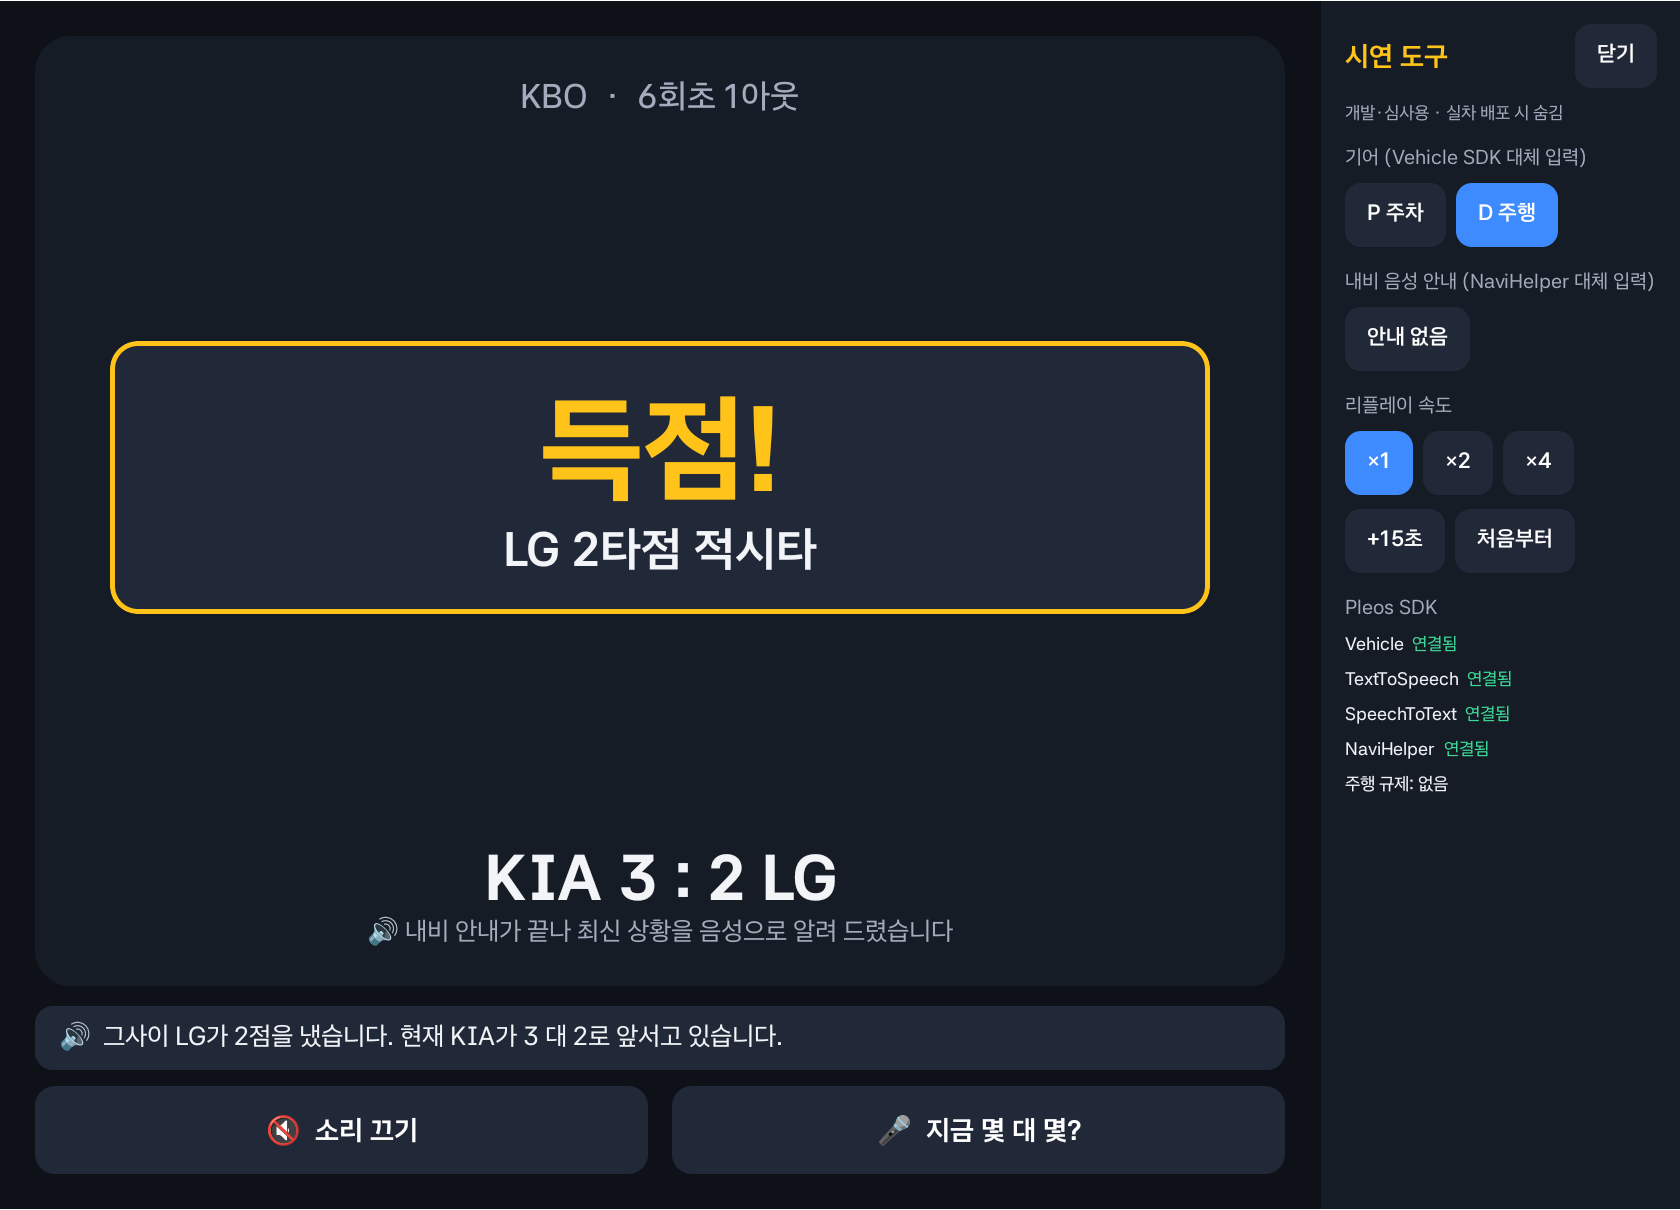 KBO · 6회초 1아웃
득점!
LG 2타점 적시타
KIA 3 : 2 LG
🔊 내비 안내가 끝나 최신 상황을 음성으로 알려 드렸습니다
🔊 그사이 LG가 2점을 냈습니다. 현재 KIA가 3 대 2로 앞서고 있습니다.
🔇 소리 끄기
🎤 지금 몇 대 몇?
시연 도구
닫기
개발·심사용 · 실차 배포 시 숨김
기어 (Vehicle SDK 대체 입력)
P 주차
D 주행
내비 음성 안내 (NaviHelper 대체 입력)
안내 없음
리플레이 속도
×1
×2
×4
+15초
처음부터
Pleos SDK
Vehicle 연결됨
TextToSpeech 연결됨
SpeechToText 연결됨
NaviHelper 연결됨
주행 규제: 없음